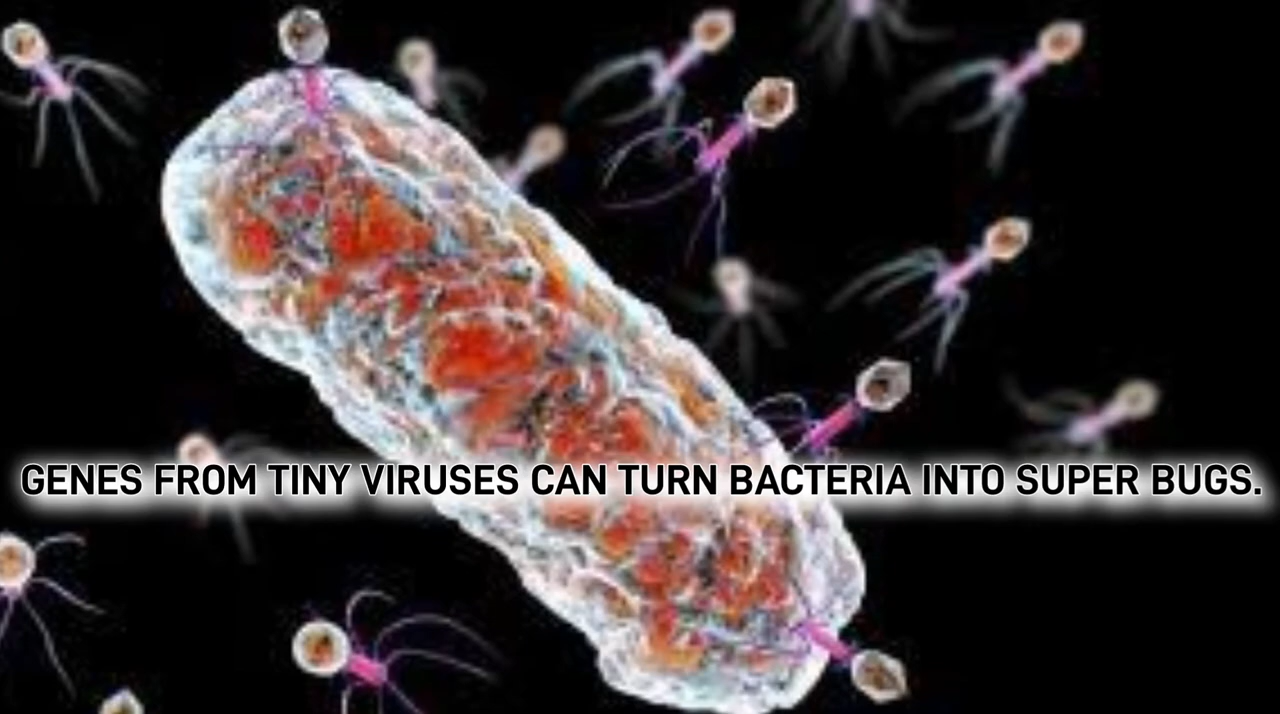 GENES FROM TINY VIRUSES CAN TURN BACTERIA INTO SUPER BUGS.